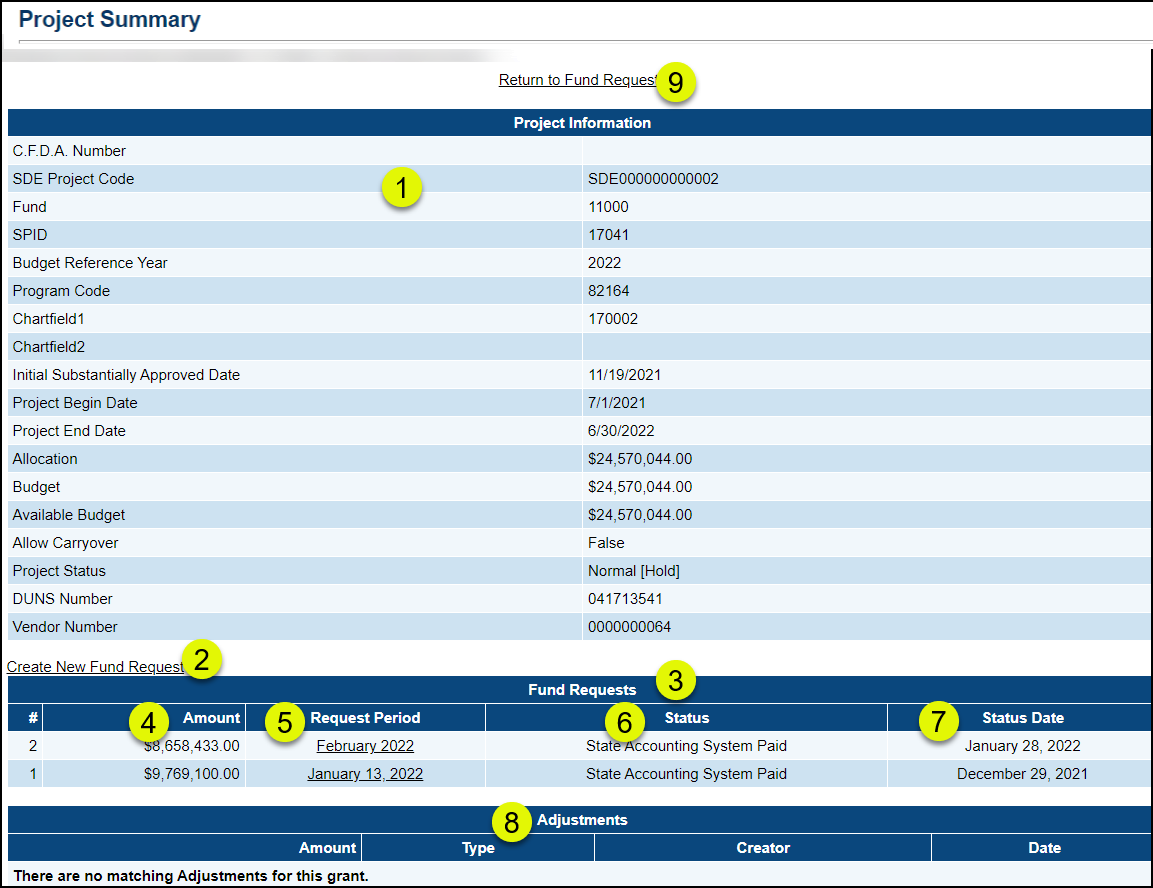 Project Summary
Return to Fund Request 9
Project Information
C.F.D.A. Number
SDE Project Code SDE000000000002
1
Fund 11000
SPID 17041
Budget Reference Year 2022
Program Code 82164
Chartfield1 170002
Chartfield2
Initial Substantially Approved Date 11/19/2021
Project Begin Date 7/1/2021
Project End Date 6/30/2022
Allocation $24,570,044.00
Budget $24,570,044.00
Available Budget $24,570,044.00
Allow Carryover False
Project Status Normal [Hold]
DUNS Number 041713541
Vendor Number 0000000064
Create New Fund Request 2
Fund Requests 3
# 4 Amount 5 Request Period 6 Status 7 Status Date
2 $8,658,433.00 February 2022 State Accounting System Paid January 28, 2022
1 $9,769,100.00 January 13, 2022 State Accounting System Paid December 29, 2021
8 Adjustments
Amount Type Creator Date
There are no matching Adjustments for this grant.